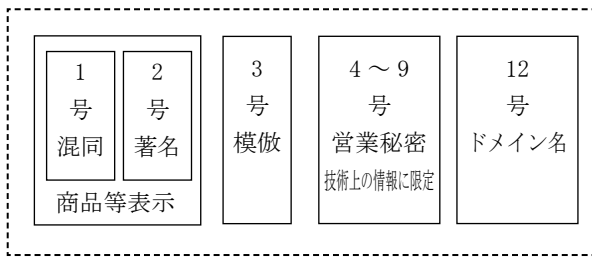 1
号
混同
2
号
著名
商品等表示
3
号
模倣
4～9
号
営業秘密
技術上の情報に限定
12
号
ドメイン名